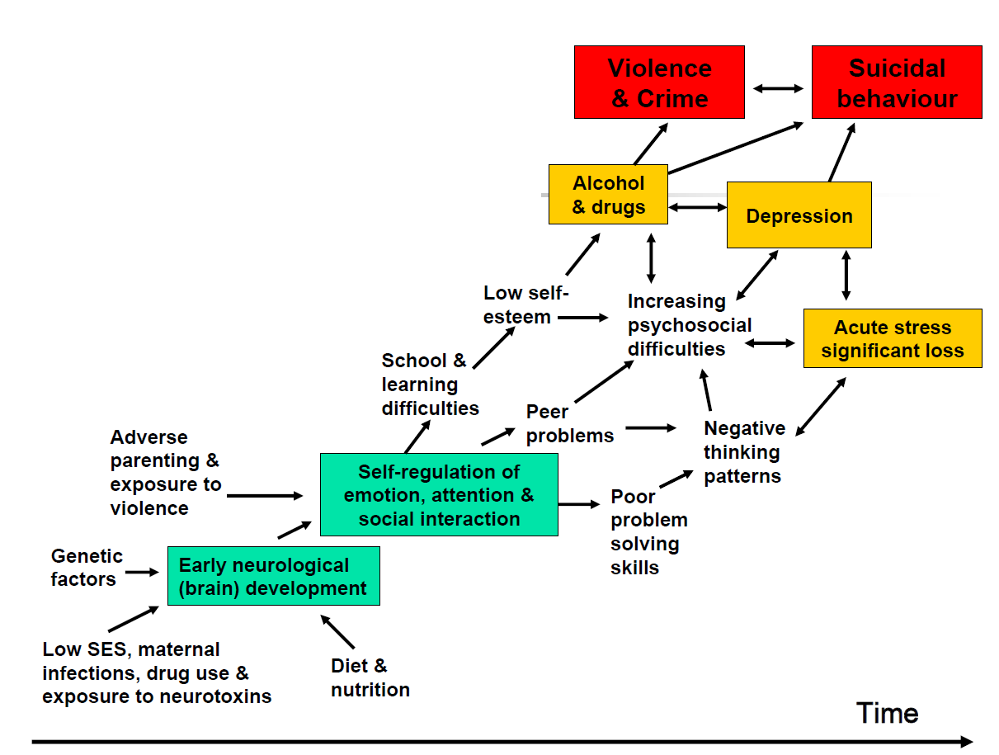 Violence
& Crime
Suicidal
behaviour
Alcohol
& drugs
Depression
Low self-
esteem
Increasing
psychosocial
difficulties
Acute stress
significant loss
School &
learning
difficulties
Peer
problems
Negative
thinking
patterns
Adverse
parenting &
exposure to
violence
Self-regulation of
emotion, attention &
social interaction
Poor
problem
solving
skills
Genetic
factors
Early neurological
(brain) development
Low SES, maternal
infections, drug use &
exposure to neurotoxins
Diet &
nutrition
Time